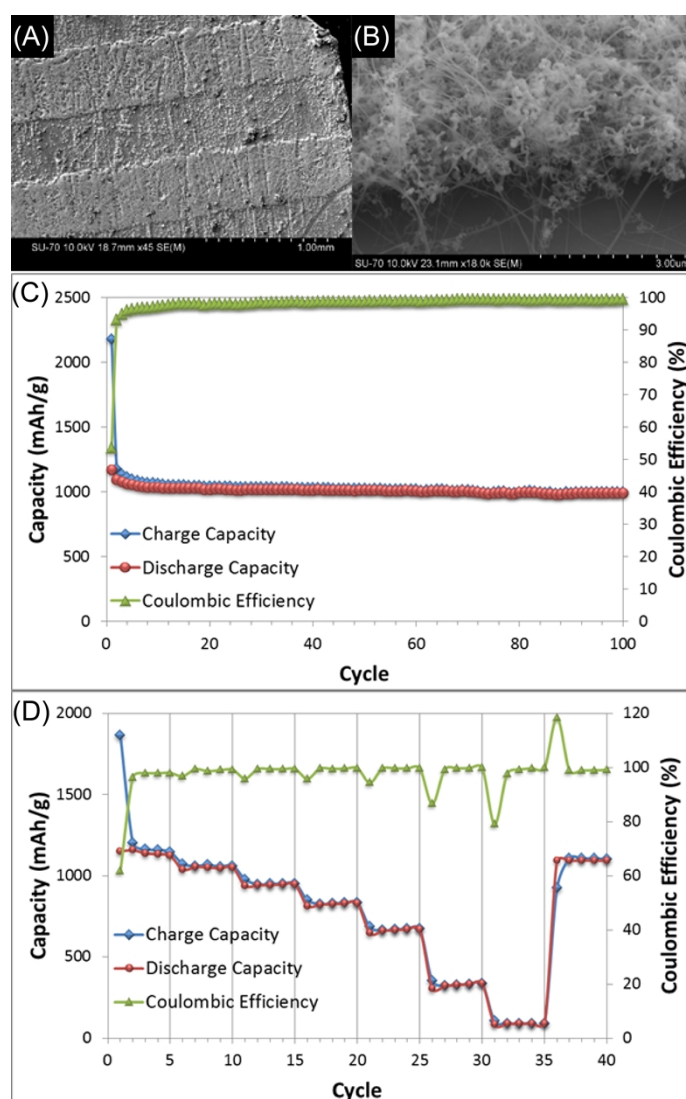 (A)
SU-70 10.0kV 18.7mm x45 SE(M)
1.00mm
(B)
SU-70 10.0kV 23.1mm x18.0k SE(M)
3.00um
(C)
2500
2000
1500
1000
500
0
Capacity (mAh/g)
100
90
80
70
60
50
40
30
20
10
0
Coulombic Efficiency (%)
Charge Capacity
Discharge Capacity
Coulombic Efficiency
0 20 40 60 80 100
Cycle
(D)
2000
1500
1000
500
0
Capacity (mAh/g)
120
100
80
60
40
20
0
Coulombic Efficiency (%)
Charge Capacity
Discharge Capacity
Coulombic Efficiency
0 5 10 15 20 25 30 35 40
Cycle